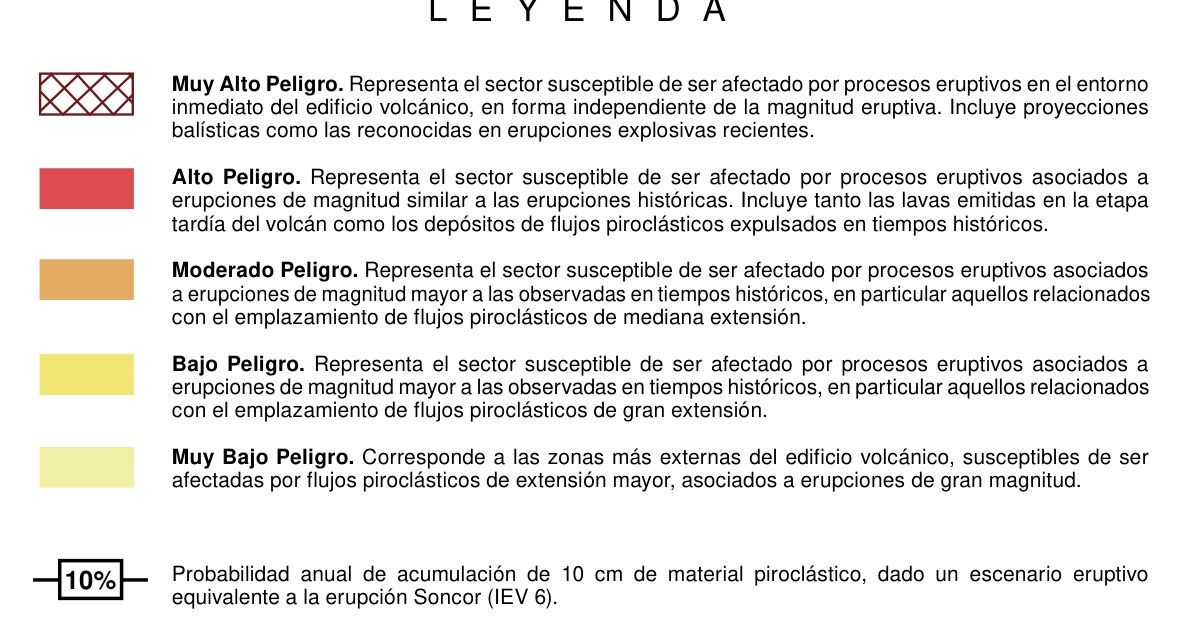 LEYENDA
Muy Alto Peligro. Representa el sector susceptible de ser afectado por procesos eruptivos en el entorno
inmediato del edificio volcánico, en forma independiente de la magnitud eruptiva. Incluye proyecciones
balísticas como las reconocidas en erupciones explosivas recientes.
Alto Peligro. Representa el sector susceptible de ser afectado por procesos eruptivos asociados a
erupciones de magnitud similar a las erupciones históricas. Incluye tanto las lavas emitidas en la etapa
tardía del volcán como los depósitos de flujos piroclásticos expulsados en tiempos históricos.
Moderado Peligro. Representa el sector susceptible de ser afectado por procesos eruptivos asociados
a erupciones de magnitud mayor a las observadas en tiempos históricos, en particular aquellos relacionados
con el emplazamiento de flujos piroclásticos de mediana extensión.
Bajo Peligro. Representa el sector susceptible de ser afectado por procesos eruptivos asociados a
erupciones de magnitud mayor a las observadas en tiempos históricos, en particular aquellos relacionados
con el emplazamiento de flujos piroclásticos de gran extensión.
Muy Bajo Peligro. Corresponde a las zonas más externas del edificio volcánico, susceptibles de ser
afectadas por flujos piroclásticos de extensión mayor, asociados a erupciones de gran magnitud.
10% Probabilidad anual de acumulación de 10 cm de material piroclástico, dado un escenario eruptivo
equivalente a la erupción Soncor (IEV 6).